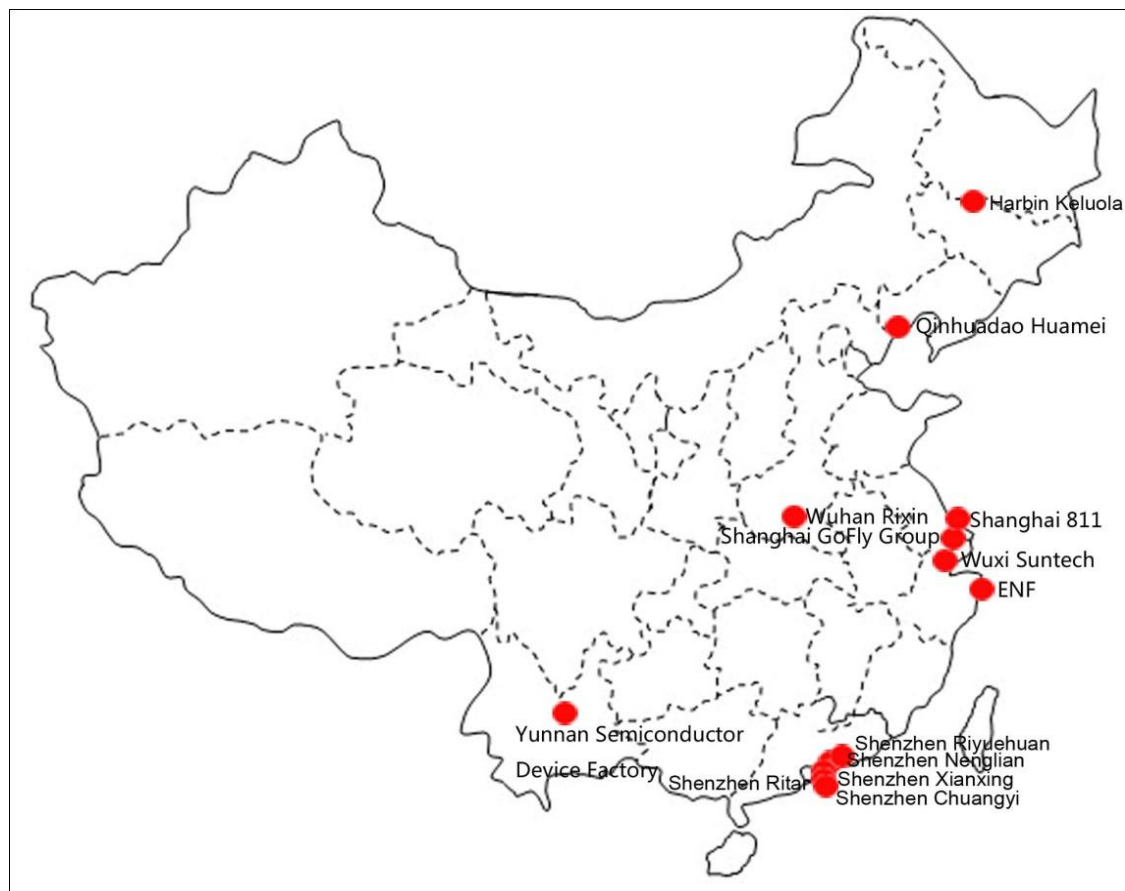 Harbin Keluola
Qinhuadao Huamei
Wuhan Rixin
Shanghai 811
Shanghai GoFly Group
Wuxi Suntech
ENF
Yunnan Semiconductor
Device Factory
Shenzhen Riyuehuan
Shenzhen Nenglian
Shenzhen Ritar
Shenzhen Xianxing
Shenzhen Chuangyi